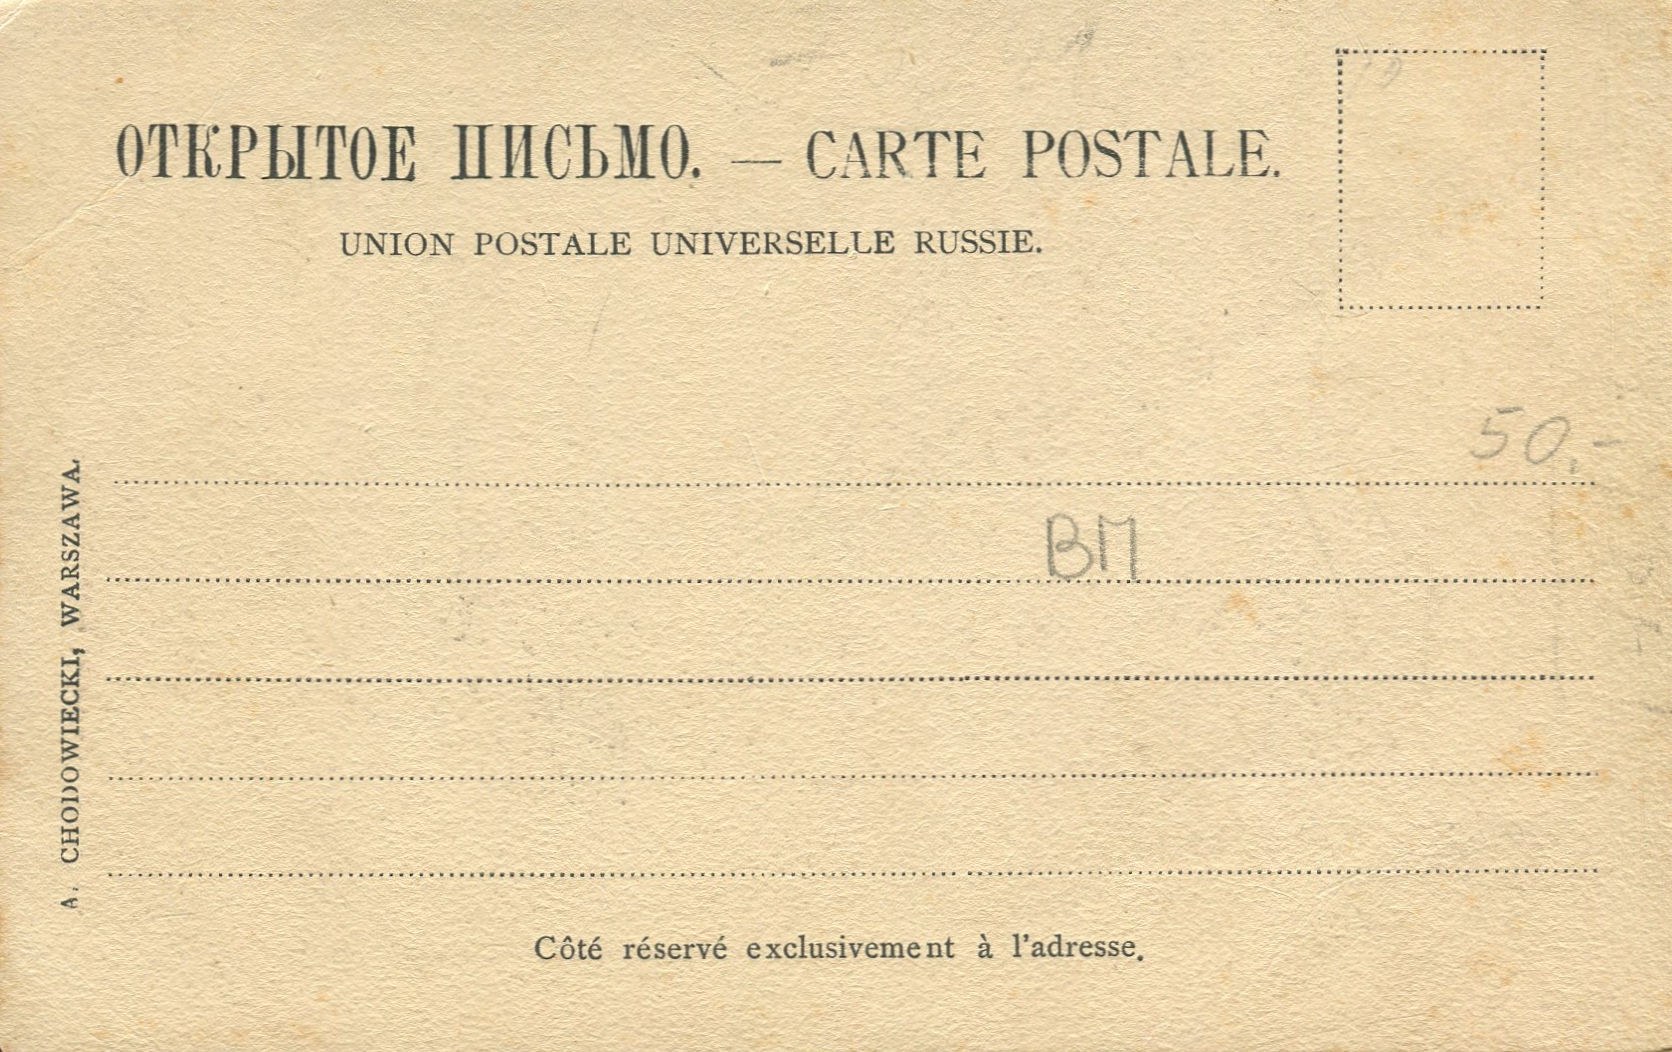 ОТКРЫТОЕ ПИСЬМО. — CARTE POSTALE.
UNION POSTALE UNIVERSELLE RUSSIE.
50.-
ВП
A. CHODOWIECKI, WARSZAWA.
Côté réservé exclusivement à l'adresse.